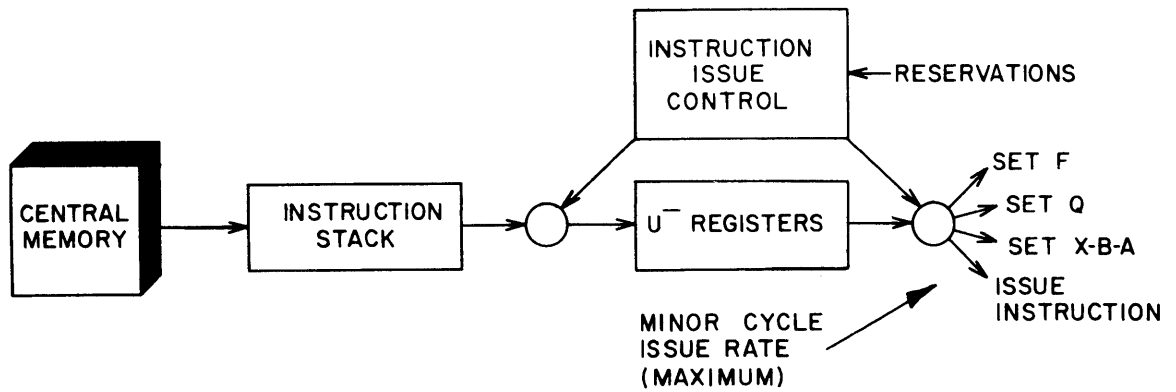 INSTRUCTION
ISSUE
CONTROL
RESERVATIONS
CENTRAL
MEMORY
INSTRUCTION
STACK
U¯ REGISTERS
SET F
SET Q
SET X-B-A
ISSUE
INSTRUCTION
MINOR CYCLE
ISSUE RATE
(MAXIMUM)